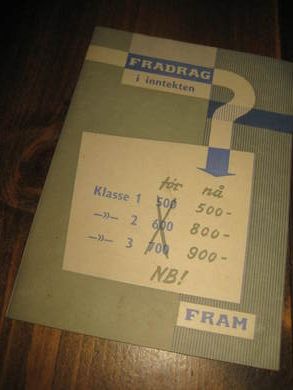 FRADRAG
i inntekten
?
før nå
Klasse 1 500 500-
—»— 2 600 800-
—»— 3 700 900-
NB!
FRAM